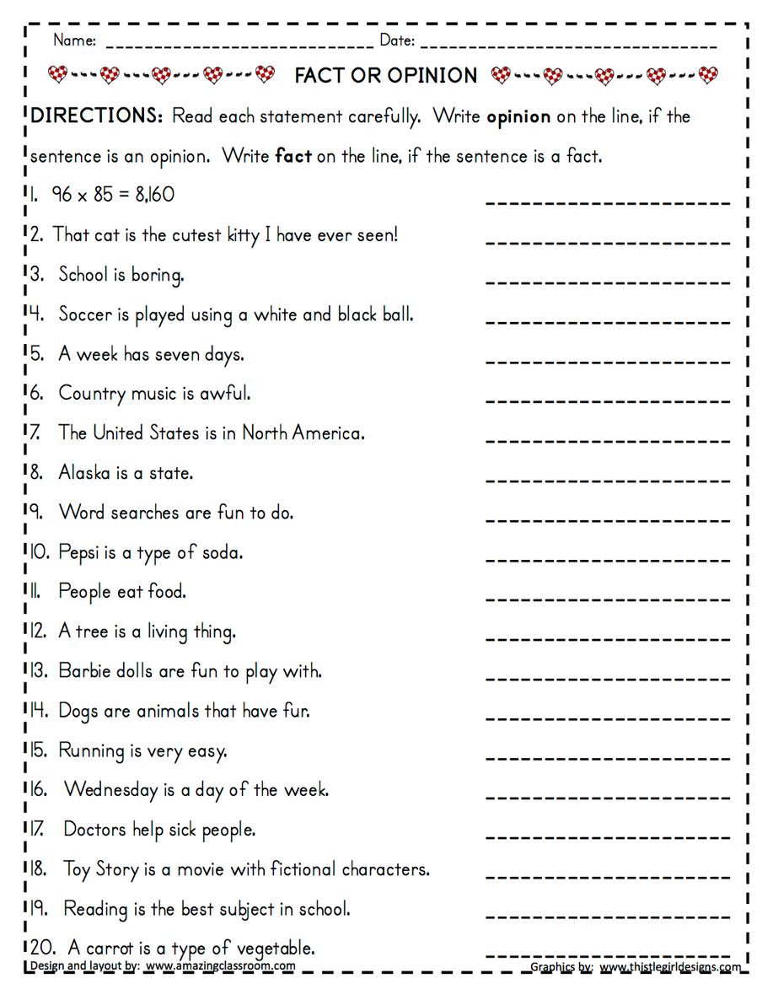 Name: ____________________________ Date: _______________________________
FACT OR OPINION
DIRECTIONS: Read each statement carefully. Write opinion on the line, if the
sentence is an opinion. Write fact on the line, if the sentence is a fact.
1. 96 x 85 = 8,160 ____________________
2. That cat is the cutest kitty I have ever seen! ____________________
3. School is boring. ____________________
4. Soccer is played using a white and black ball. ____________________
5. A week has seven days. ____________________
6. Country music is awful. ____________________
7. The United States is in North America. ____________________
8. Alaska is a state. ____________________
9. Word searches are fun to do. ____________________
10. Pepsi is a type of soda. ____________________
11. People eat food. ____________________
12. A tree is a living thing. ____________________
13. Barbie dolls are fun to play with. ____________________
14. Dogs are animals that have fur. ____________________
15. Running is very easy. ____________________
16. Wednesday is a day of the week. ____________________
17. Doctors help sick people. ____________________
18. Toy Story is a movie with fictional characters. ____________________
19. Reading is the best subject in school. ____________________
20. A carrot is a type of vegetable. ____________________
Design and layout by: www.amazingclassroom.com Graphics by: www.thistlegirldesigns.com